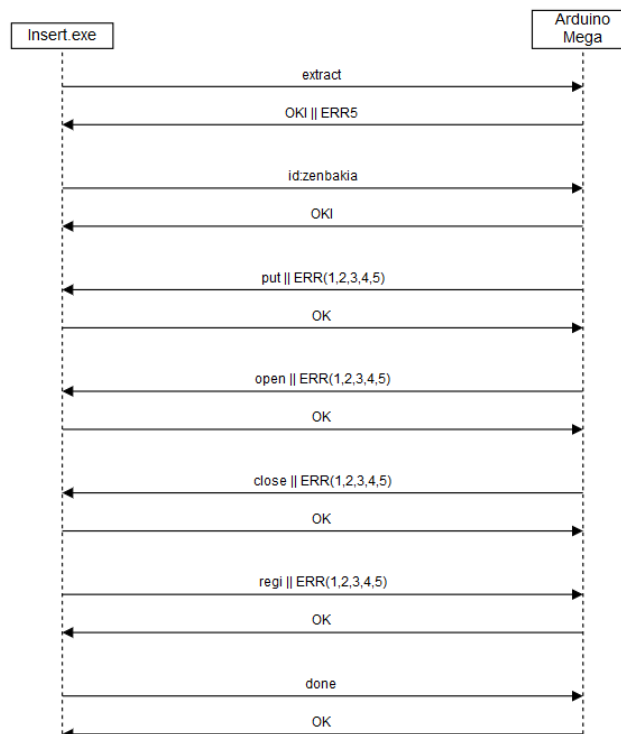 Insert.exe
Arduino
Mega
extract
OKI || ERR5
id:zenbakia
OKI
put || ERR(1,2,3,4,5)
OK
open || ERR(1,2,3,4,5)
OK
close || ERR(1,2,3,4,5)
OK
regi || ERR(1,2,3,4,5)
OK
done
OK